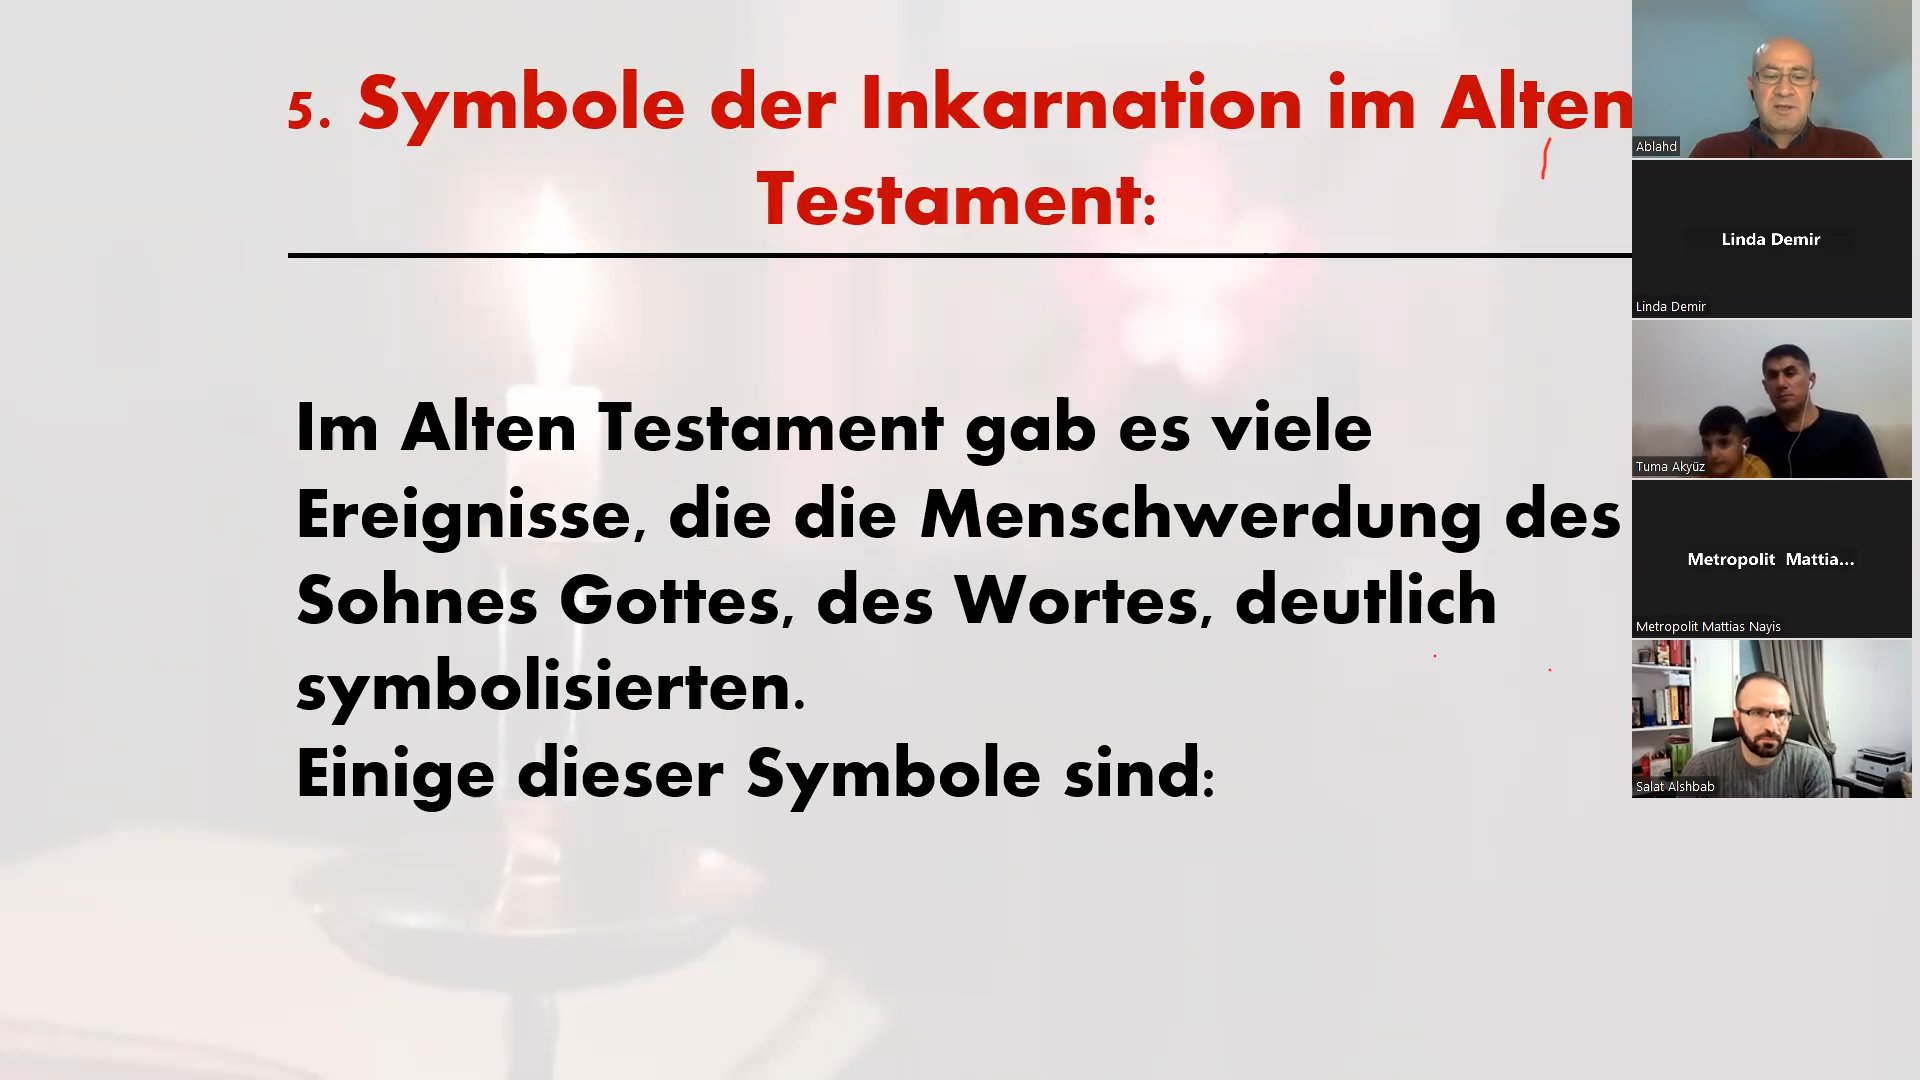 5. Symbole der Inkarnation im Alten
Testament:
Im Alten Testament gab es viele
Ereignisse, die die Menschwerdung des
Sohnes Gottes, des Wortes, deutlich
symbolisierten.
Einige dieser Symbole sind:
Ablahd
Linda Demir
Linda Demir
Tuma Akyüz
Metropolit Mattia...
Metropolit Mattias Nayis
Salat Alshbab